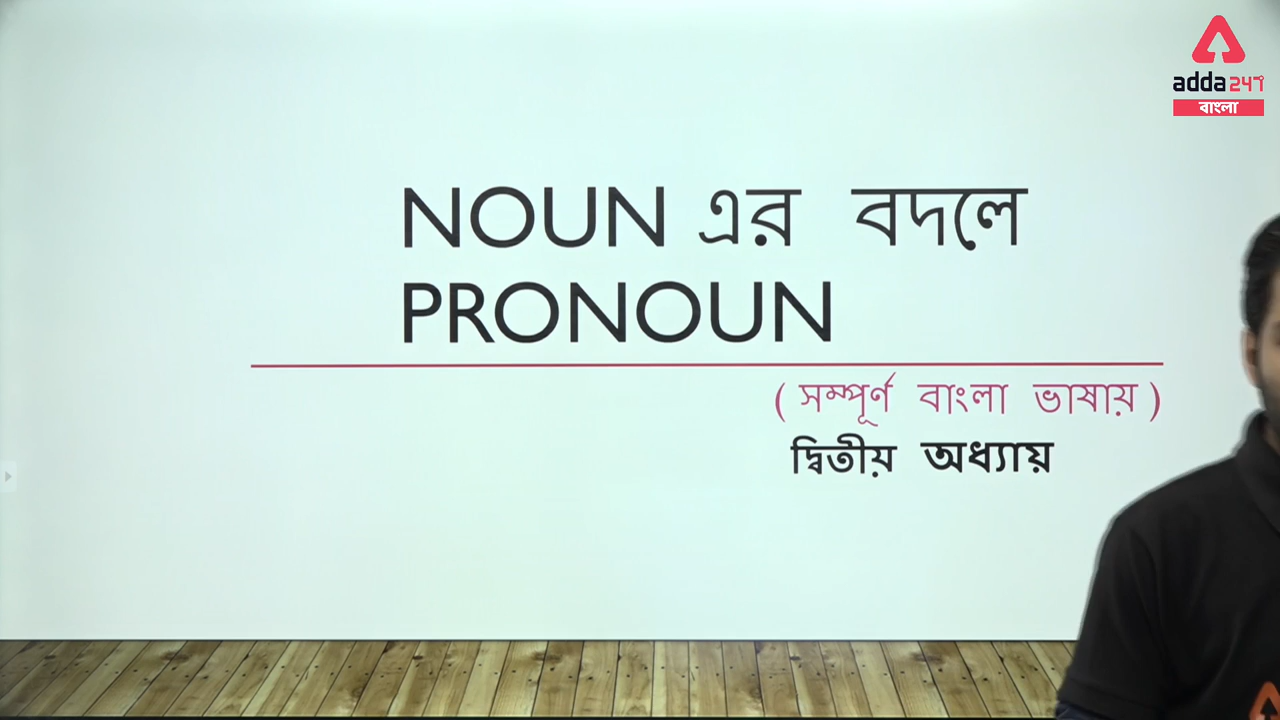 adda247
বাংলা
NOUN এর বদলে
PRONOUN
( সম্পূর্ণ বাংলা ভাষায় )
দ্বিতীয় অধ্যায়